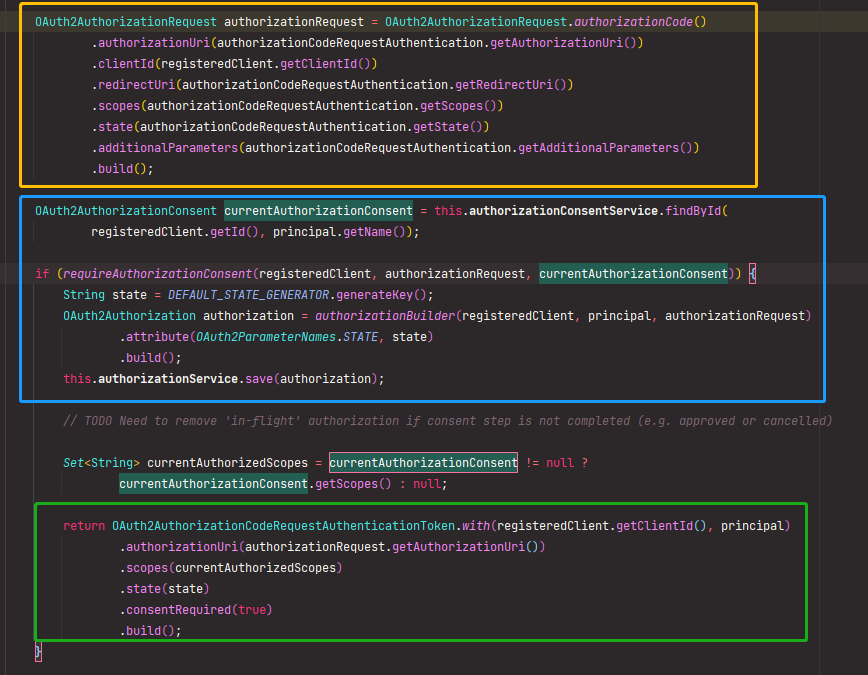 OAuth2AuthorizationRequest authorizationRequest = OAuth2AuthorizationRequest.authorizationCode()
.authorizationUri(authorizationCodeRequestAuthentication.getAuthorizationUri())
.clientId(registeredClient.getClientId())
.redirectUri(authorizationCodeRequestAuthentication.getRedirectUri())
.scopes(authorizationCodeRequestAuthentication.getScopes())
.state(authorizationCodeRequestAuthentication.getState())
.additionalParameters(authorizationCodeRequestAuthentication.getAdditionalParameters())
.build();
OAuth2AuthorizationConsent currentAuthorizationConsent = this.authorizationConsentService.findById(
registeredClient.getId(), principal.getName());
if (requireAuthorizationConsent(registeredClient, authorizationRequest, currentAuthorizationConsent)) {
String state = DEFAULT_STATE_GENERATOR.generateKey();
OAuth2Authorization authorization = authorizationBuilder(registeredClient, principal, authorizationRequest)
.attribute(OAuth2ParameterNames.STATE, state)
.build();
this.authorizationService.save(authorization);
// TODO Need to remove 'in-flight' authorization if consent step is not completed (e.g. approved or cancelled)
Set<String> currentAuthorizedScopes = currentAuthorizationConsent != null ?
currentAuthorizationConsent.getScopes() : null;
return OAuth2AuthorizationCodeRequestAuthenticationToken.with(registeredClient.getClientId(), principal)
.authorizationUri(authorizationRequest.getAuthorizationUri())
.scopes(currentAuthorizedScopes)
.state(state)
.consentRequired(true)
.build();
}